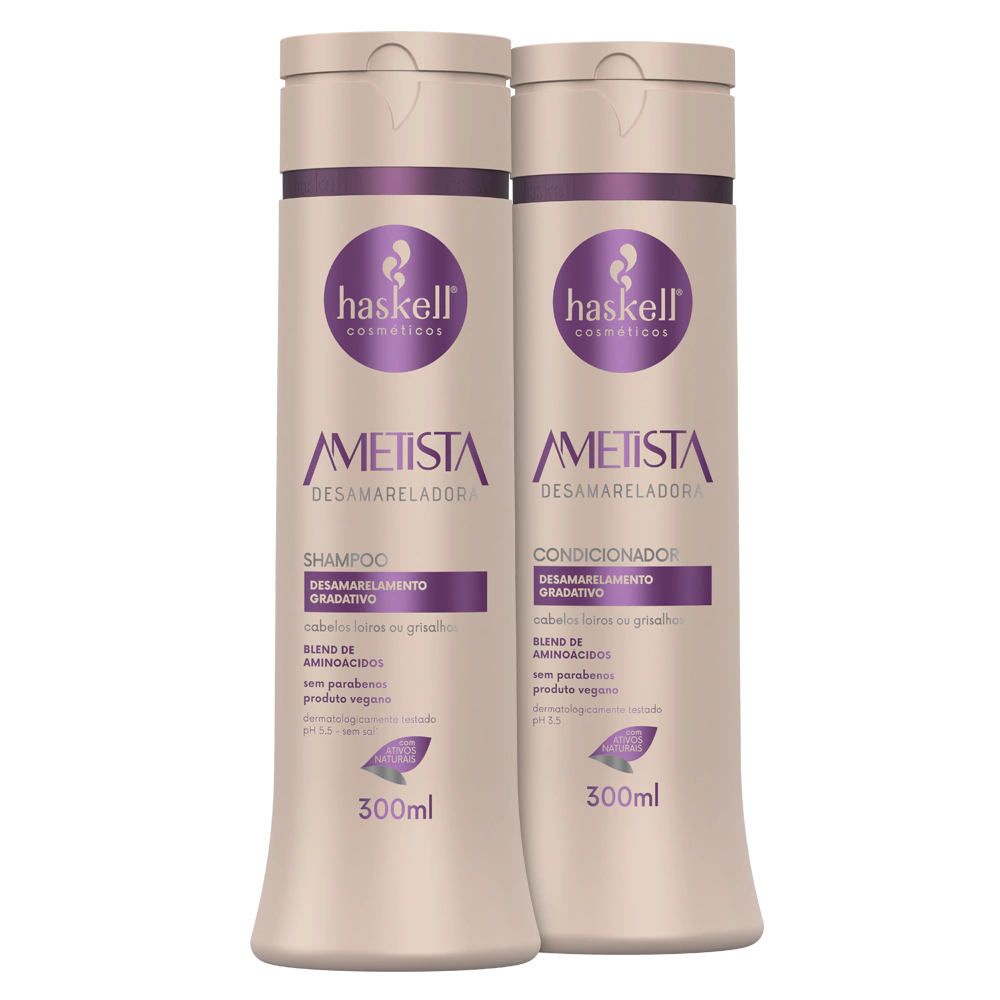 haskell
haskell®
cosméticos
AMETISTA
DESAMARELADORA
SHAMPOO
DESAMARELAMENTO
GRADATIVO
cabelos loiros ou grisalhos
BLEND DE
AMINOÁCIDOS
sem parabenos
produto vegano
dermatologicamente testado
pH 5.5 - sem sal*
com
ATIVOS
NATURAIS
300ml
haskell
haskell®
cosméticos
AMETISTA
DESAMARELADORA
CONDICIONADOR
DESAMARELAMENTO
GRADATIVO
cabelos loiros ou grisalhos
BLEND DE
AMINOÁCIDOS
sem parabenos
produto vegano
dermatologicamente testado
pH 3.5
com
ATIVOS
NATURAIS
300ml